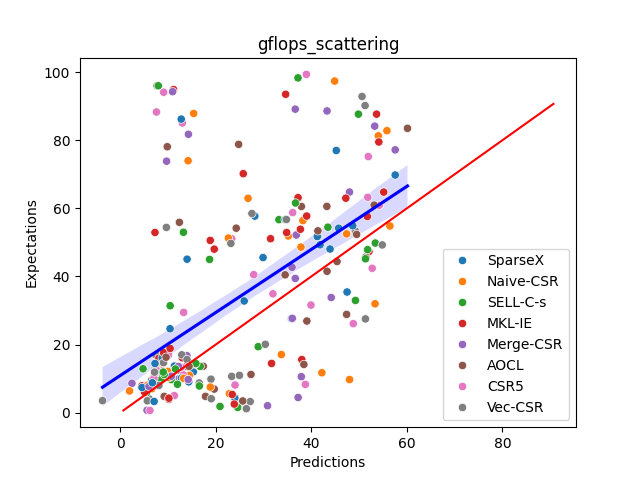 gflops_scattering
Expectations
100
80
60
40
20
0
0
20
40
60
80
Predictions
SparseX
Naive-CSR
SELL-C-s
MKL-IE
Merge-CSR
AOCL
CSR5
Vec-CSR